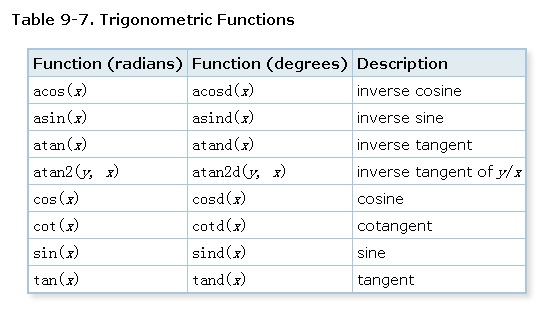 Table 9-7. Trigonometric Functions
Function (radians) Function (degrees) Description
acos(x) acosd(x) inverse cosine
asin(x) asind(x) inverse sine
atan(x) atand(x) inverse tangent
atan2(y, x) atan2d(y, x) inverse tangent of y/x
cos(x) cosd(x) cosine
cot(x) cotd(x) cotangent
sin(x) sind(x) sine
tan(x) tand(x) tangent